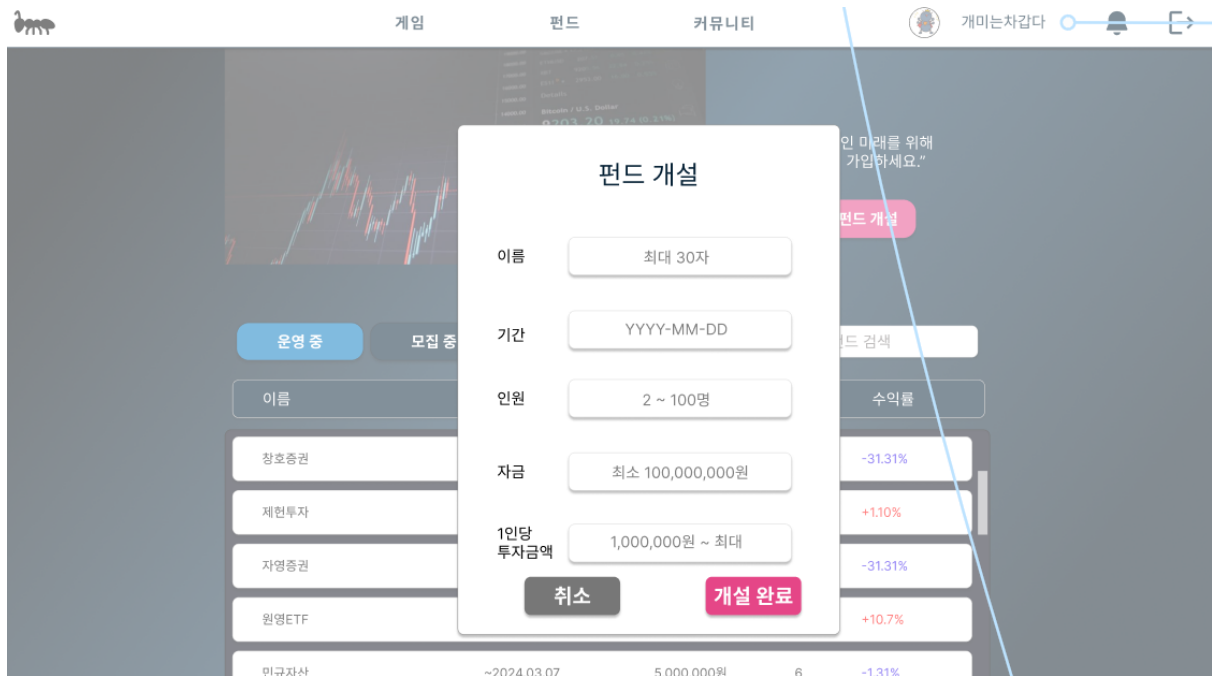 게임
펀드
커뮤니티
개미는차갑다
Bitcoin / U.S. Dollar
인 미래를 위해
가입하세요.”
펀드 개설
펀드 개설
이름
최대 30자
기간
YYYY-MM-DD
인원
2 ~ 100명
자금
최소 100,000,000원
1인당
투자금액
1,000,000원 ~ 최대
취소
개설 완료
운영 중
모집 중
펀드 검색
이름
수익률
창호증권
-31.31%
제헌투자
+1.10%
자영증권
-31.31%
원영ETF
+10.7%
민규자산
~2024.03.07
5,000,000원
6
-1.31%